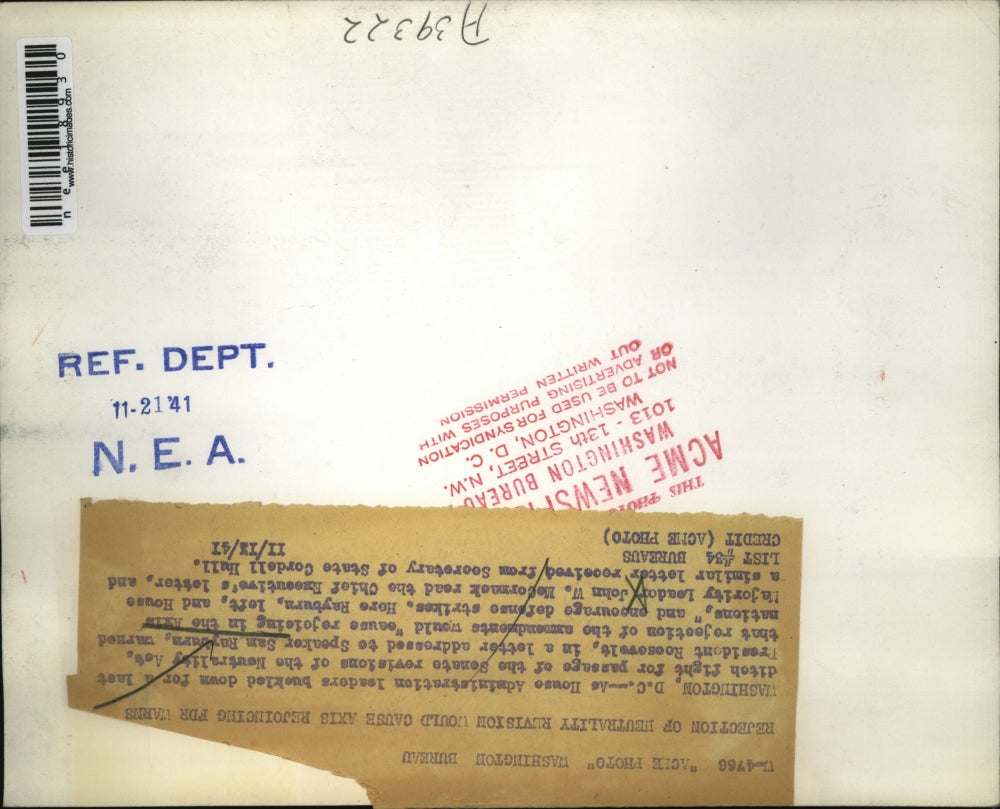 A39322
nee18930
www.historicimages.com
REF. DEPT.
11-21'41
N. E. A.
THIS PHOTO
ACME NEWSP
WASHINGTON BUREAU
1013 - 13th STREET, N.W.
WASHINGTON, D. C.
NOT TO BE USED FOR SYNDICATION
OR ADVERTISING PURPOSES WITH
OUT WRITTEN PERMISSION
W-4766 "ACME PHOTO" WASHINGTON BUREAU
REJECTION OF NEUTRALITY REVISION WOULD CAUSE AXIS REJOINCING FDR WARNS
WASHINGTON, D.C.--As House Administration leaders buckled down for a last
ditch fight for passage of the Senate revisions of the Neutrality Act,
President Roosevelt, in a letter addressed to Speaker Sam Rayburn, warned
that rejection of the amendments would "cause rejoicing in the Axis
nations," and encourage defense strikes. Here Rayburn, left, and House
Majority Leader John W. McCormack read the Chief Executive's letter, and
a similar letter received from Secretary of State Cordell Hull.
LIST #34 BUREAUS 11/13/41
CREDIT (ACME PHOTO)